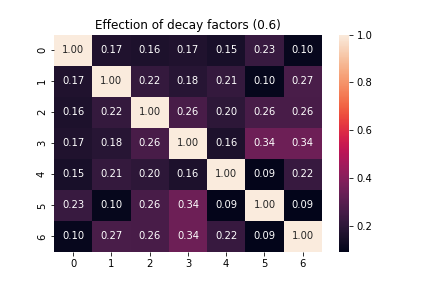 Effection of decay factors (0.6)
0 1.00 0.17 0.16 0.17 0.15 0.23 0.10
1 0.17 1.00 0.22 0.18 0.21 0.10 0.27
2 0.16 0.22 1.00 0.26 0.20 0.26 0.26
3 0.17 0.18 0.26 1.00 0.16 0.34 0.34
4 0.15 0.21 0.20 0.16 1.00 0.09 0.22
5 0.23 0.10 0.26 0.34 0.09 1.00 0.09
6 0.10 0.27 0.26 0.34 0.22 0.09 1.00
0 1 2 3 4 5 6
1.0
0.8
0.6
0.4
0.2